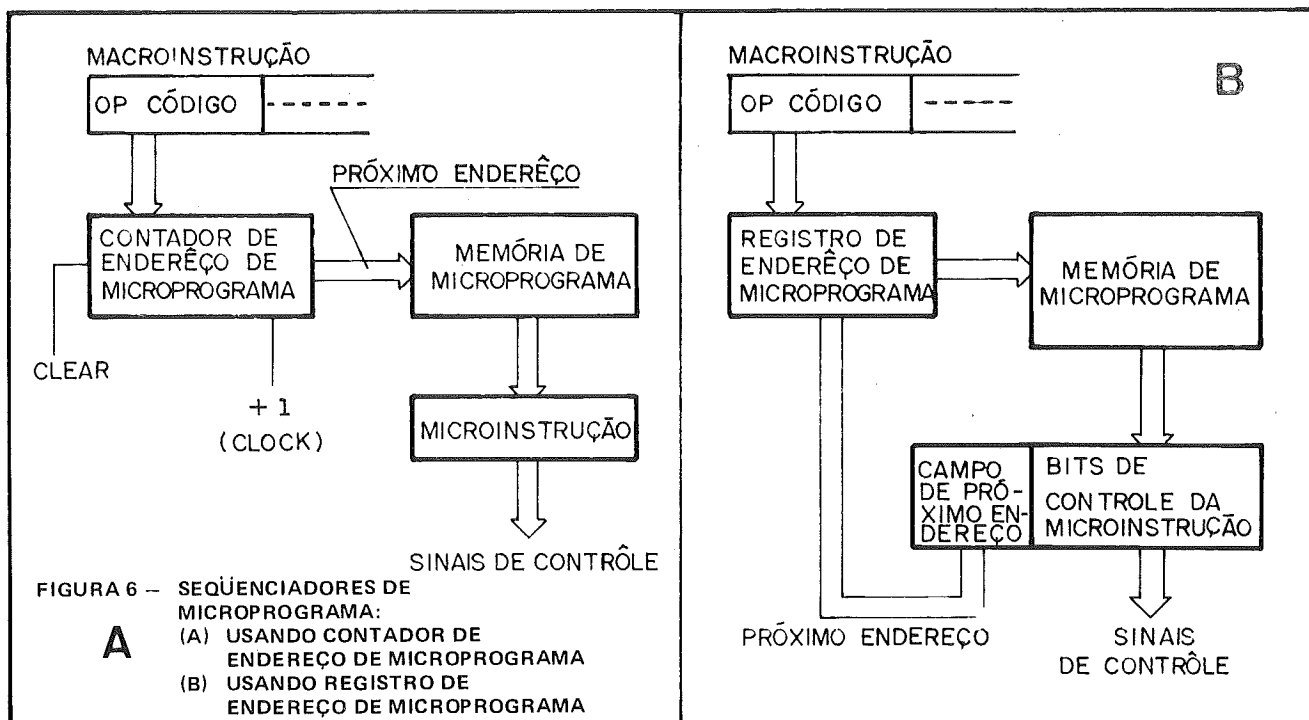 MACROINSTRUÇÃO
OP CÓDIGO
PRÓXIMO ENDERÊÇO
CONTADOR DE
ENDERÊÇO DE
MICROPROGRAMA
MEMÓRIA DE
MICROPROGRAMA
CLEAR
+ 1
(CLOCK)
MICROINSTRUÇÃO
SINAIS DE CONTRÔLE
FIGURA 6 – SEQÜENCIADORES DE
MICROPROGRAMA:
(A) USANDO CONTADOR DE
ENDEREÇO DE MICROPROGRAMA
(B) USANDO REGISTRO DE
ENDEREÇO DE MICROPROGRAMA
A
B
MACROINSTRUÇÃO
OP CÓDIGO
REGISTRO DE
ENDERÊÇO DE
MICROPROGRAMA
MEMÓRIA DE
MICROPROGRAMA
CAMPO
DE PRÓ-
XIMO EN-
DEREÇO
BITS DE
CONTROLE DA
MICROINSTRUÇÃO
PRÓXIMO ENDEREÇO
SINAIS
DE CONTRÔLE